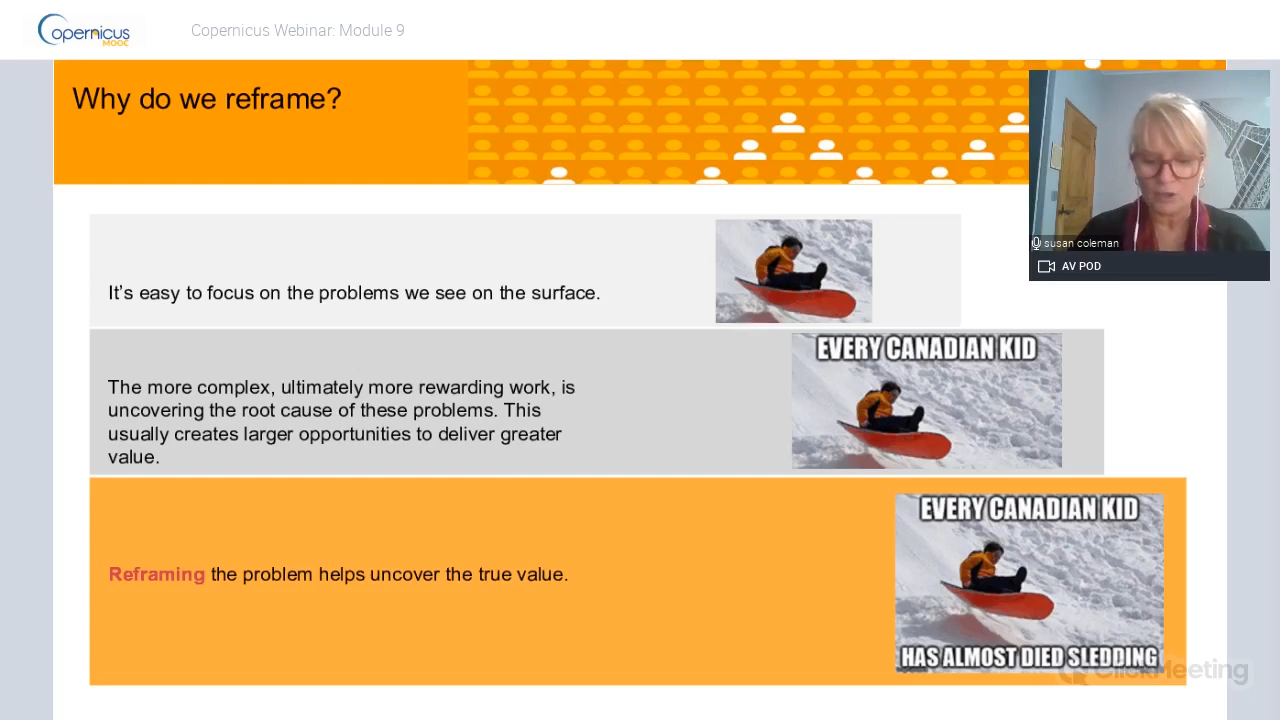 Copernicus
MOOC
Copernicus Webinar: Module 9
Why do we reframe?
susan coleman
AV POD
It's easy to focus on the problems we see on the surface.
EVERY CANADIAN KID
The more complex, ultimately more rewarding work, is
uncovering the root cause of these problems. This
usually creates larger opportunities to deliver greater
value.
EVERY CANADIAN KID
Reframing the problem helps uncover the true value.
HAS ALMOST DIED SLEDDING
ClickMeeting